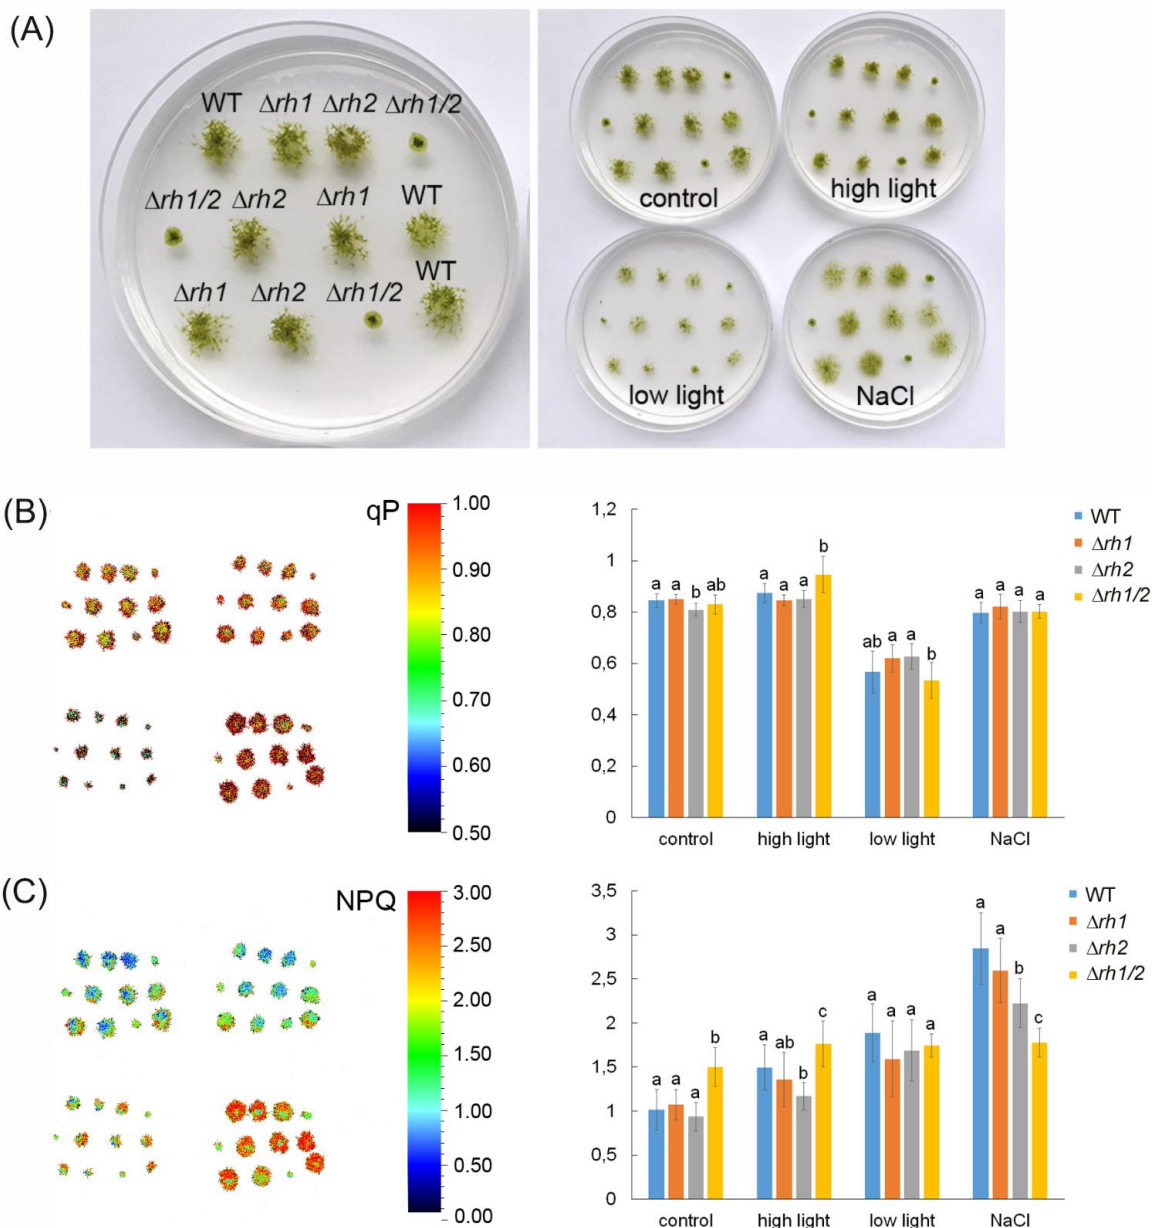 (A)
WT Δrh1 Δrh2 Δrh1/2
Δrh1/2 Δrh2 Δrh1 WT
WT
Δrh1 Δrh2 Δrh1/2
control
high light
low light
NaCl
(B)
qP
1.00
0.90
0.80
0.70
0.60
0.50
1,2
1
0,8
0,6
0,4
0,2
0
a a b ab
a a a b
ab a a b
a a a a
control high light low light NaCl
WT
Δrh1
Δrh2
Δrh1/2
(C)
NPQ
3.00
2.50
2.00
1.50
1.00
0.50
0.00
3,5
3
2,5
2
1,5
1
0,5
0
a a a b
a ab b c
a a a a
a a b c
control high light low light NaCl
WT
Δrh1
Δrh2
Δrh1/2